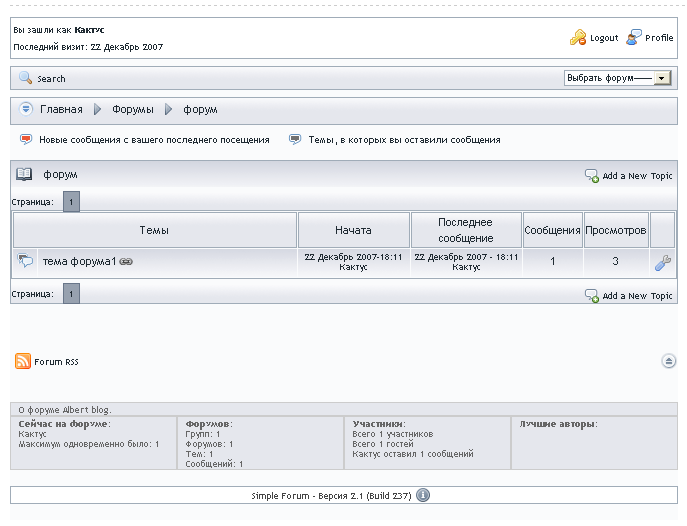 Вы зашли как Кактус
Последний визит: 22 Декабрь 2007
Logout Profile
Search
Выбрать форум——
Главная Форумы форум
Новые сообщения с вашего последнего посещения Темы, в которых вы оставили сообщения
форум
Add a New Topic
Страница: 1
Темы Начата Последнее сообщение Сообщения Просмотров
тема форума1 22 Декабрь 2007-18:11 Кактус 22 Декабрь 2007 - 18:11 Кактус 1 3
Страница: 1
Add a New Topic
Forum RSS
О форуме Albert blog.
Сейчас на форуме:
Кактус
Максимум одновременно было: 1
Форумов:
Групп: 1
Форумов: 1
Тем: 1
Сообщений: 1
Участники:
Всего 1 участников
Всего 1 гостей
Кактус оставил 1 сообщений
Лучшие авторы:
Simple Forum - Версия 2.1 (Build 237)